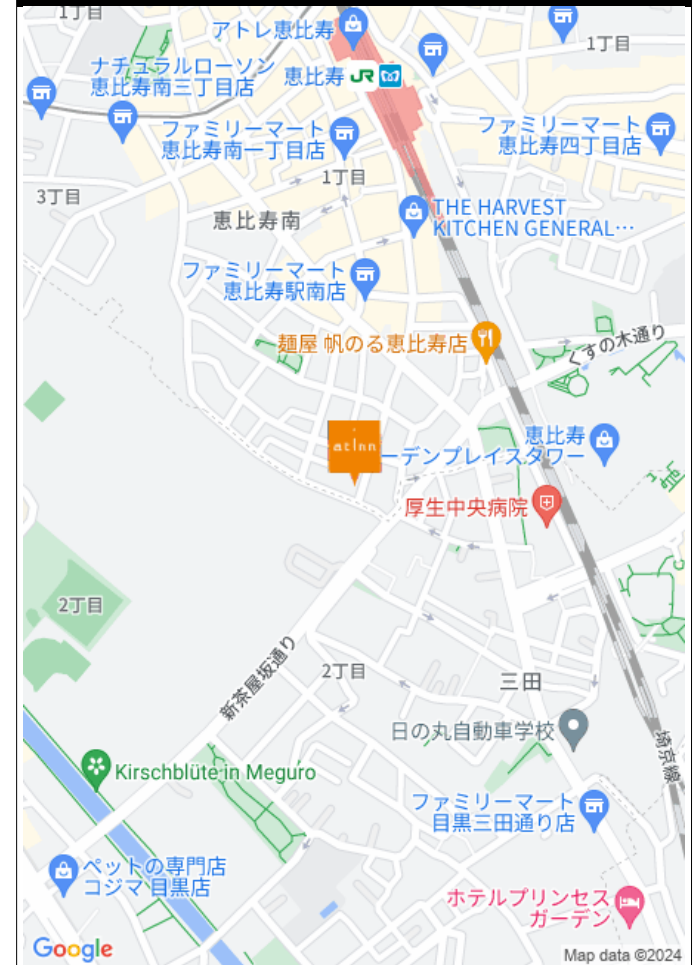 1丁目
アトレ恵比寿
1丁目
ナチュラルローソン
恵比寿南三丁目店
恵比寿 JR
ファミリーマート
恵比寿南一丁目店
ファミリーマート
恵比寿四丁目店
1丁目
3丁目
恵比寿南
THE HARVEST
KITCHEN GENERAL…
ファミリーマート
恵比寿駅南店
麺屋 帆のる恵比寿店
くすの木通り
atInn
恵比寿
ーデンプレイスタワー
厚生中央病院
2丁目
新茶屋坂通り
2丁目
三田
日の丸自動車学校
埼京線
Kirschblüte in Meguro
ファミリーマート
目黒三田通り店
ペットの専門店
コジマ 目黒店
ホテルプリンセス
ガーデン
Google
Map data ©2024